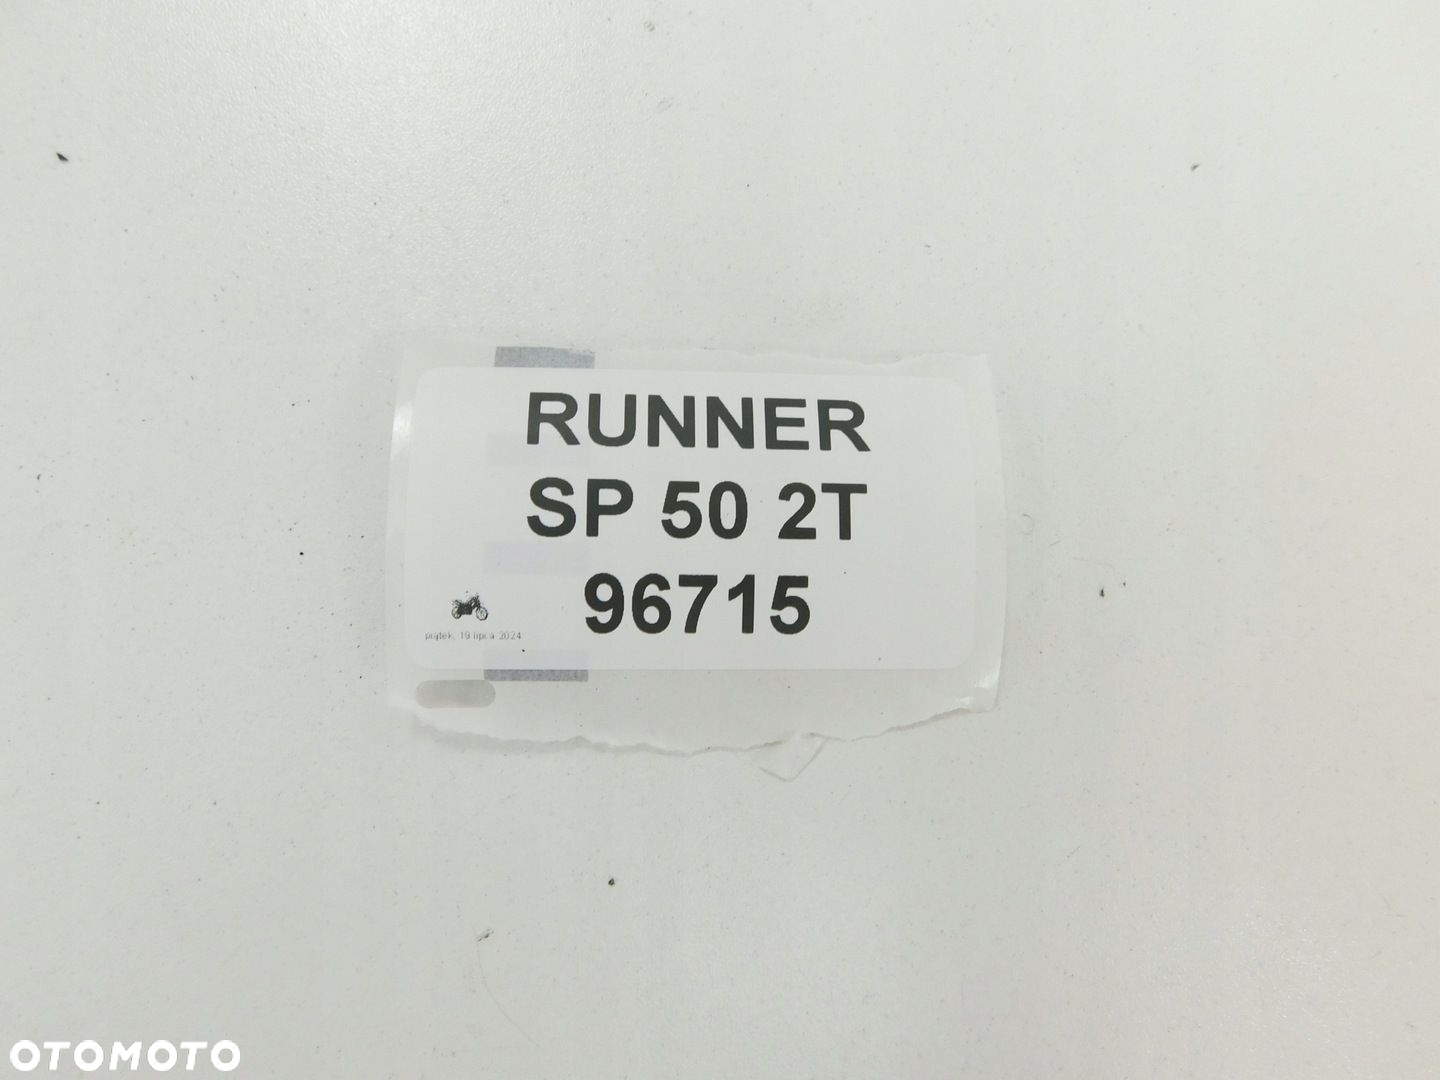 RUNNER
SP 50 2T
96715
piątek, 19 lipca 2024
OTOMOTO